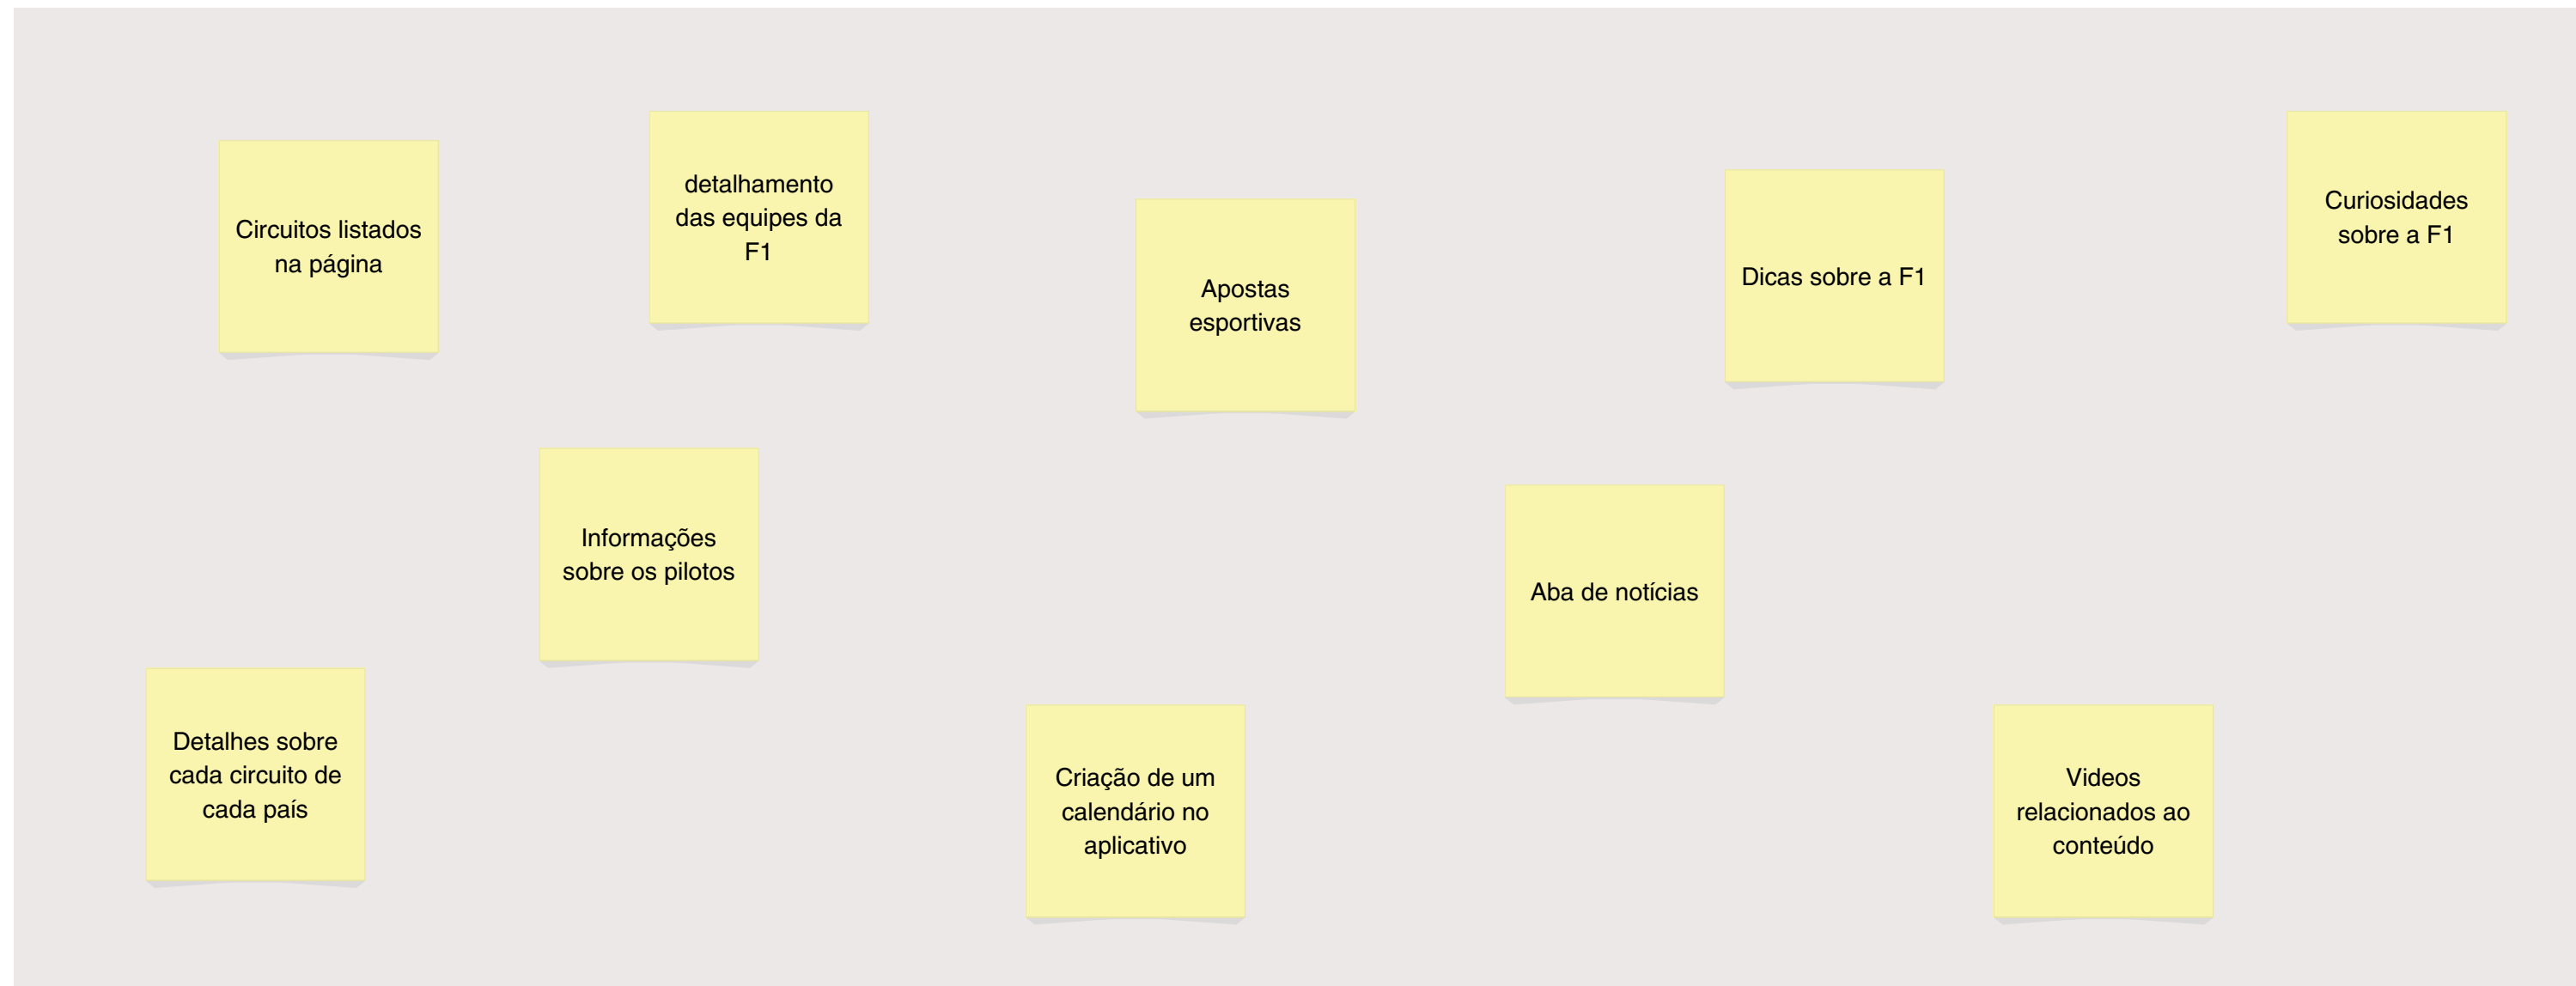 Circuitos listados
na página
detalhamento
das equipes da
F1
Apostas
esportivas
Dicas sobre a F1
Curiosidades
sobre a F1
Informações
sobre os pilotos
Aba de notícias
Detalhes sobre
cada circuito de
cada país
Criação de um
calendário no
aplicativo
Videos
relacionados ao
conteúdo